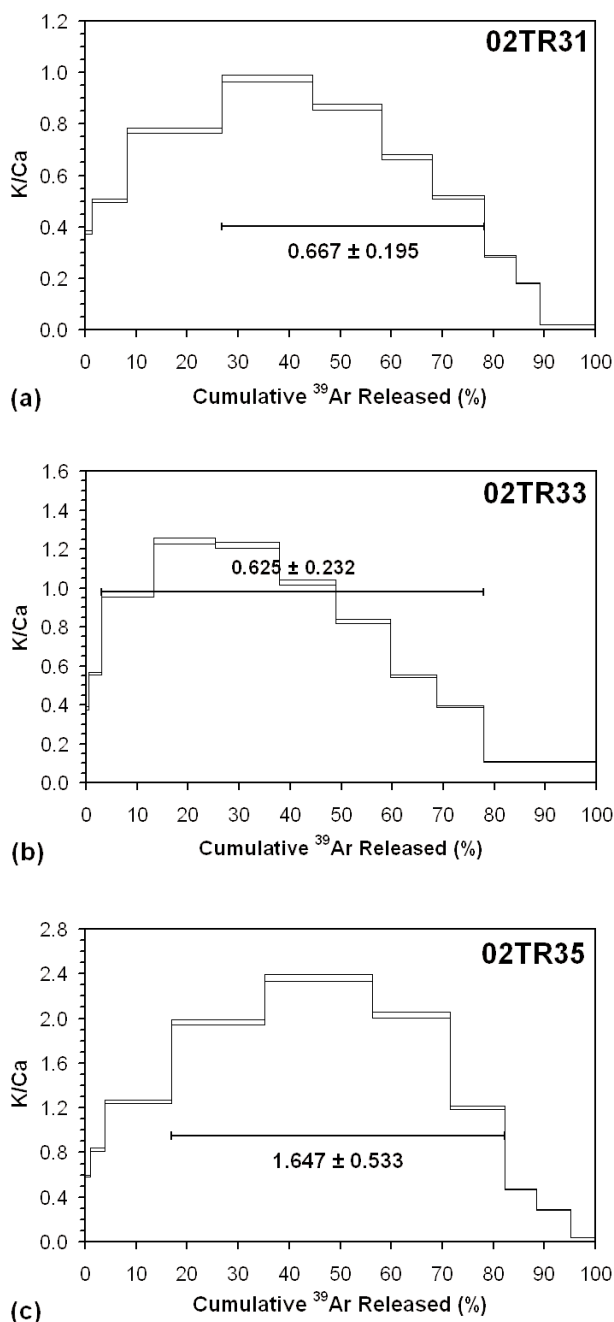 02TR31
1.2
1.0
0.8
0.6
0.4
0.2
0.0
K/Ca
0.667 ± 0.195
0 10 20 30 40 50 60 70 80 90 100
Cumulative ³⁹Ar Released (%)
(a)
02TR33
1.6
1.4
1.2
1.0
0.8
0.6
0.4
0.2
0.0
K/Ca
0.625 ± 0.232
0 10 20 30 40 50 60 70 80 90 100
Cumulative ³⁹Ar Released (%)
(b)
02TR35
2.8
2.4
2.0
1.6
1.2
0.8
0.4
0.0
K/Ca
1.647 ± 0.533
0 10 20 30 40 50 60 70 80 90 100
Cumulative ³⁹Ar Released (%)
(c)